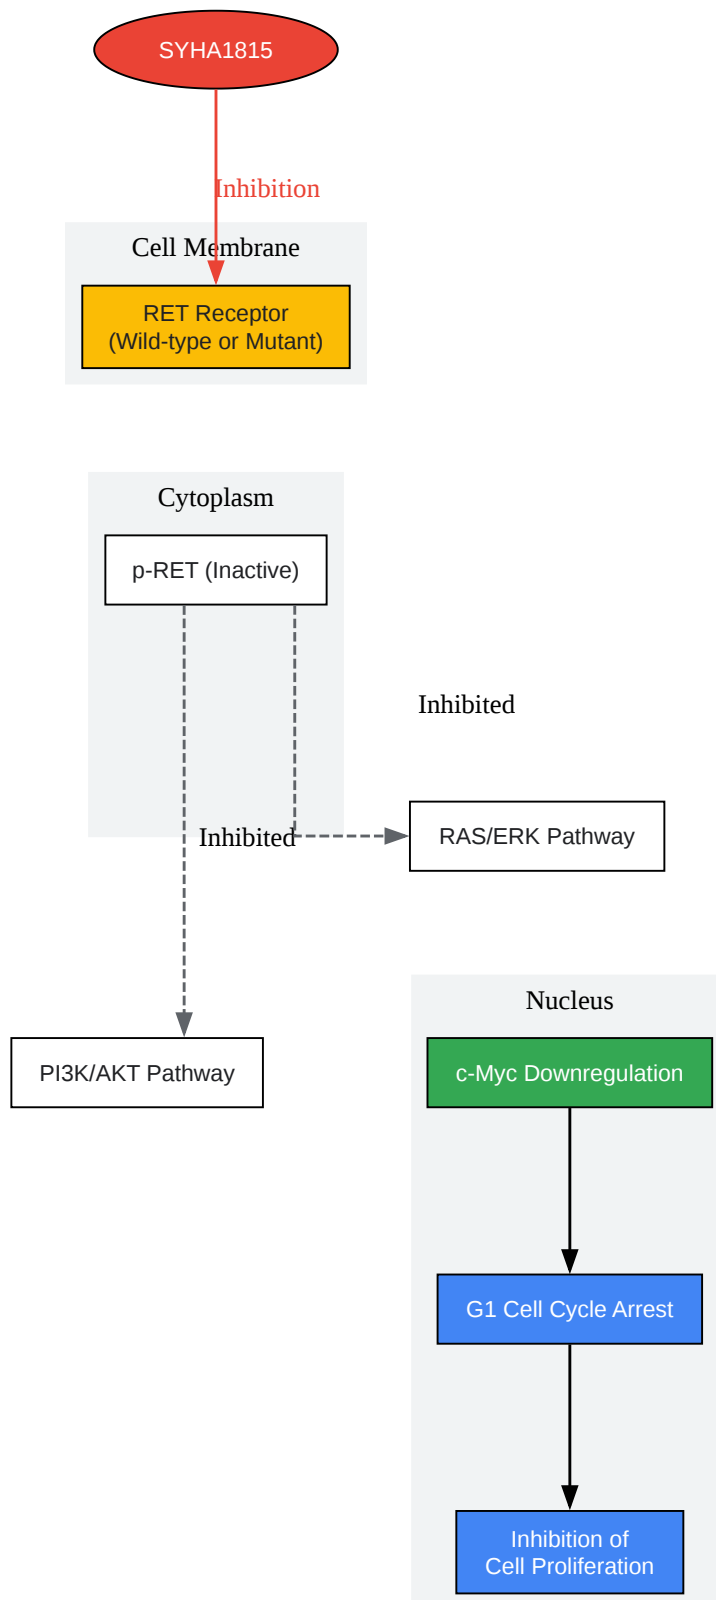 SYHA1815
Inhibition
Cell Membrane
RET Receptor
(Wild-type or Mutant)
Cytoplasm
p-RET (Inactive)
Inhibited
Inhibited
RAS/ERK Pathway
Nucleus
PI3K/AKT Pathway
c-Myc Downregulation
G1 Cell Cycle Arrest
Inhibition of
Cell Proliferation